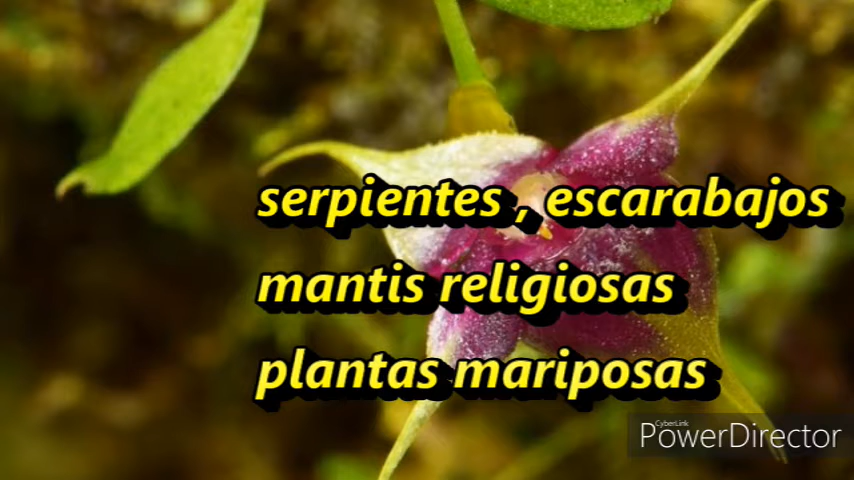 serpientes , escarabajos
mantis religiosas
plantas mariposas
CyberLink
PowerDirector